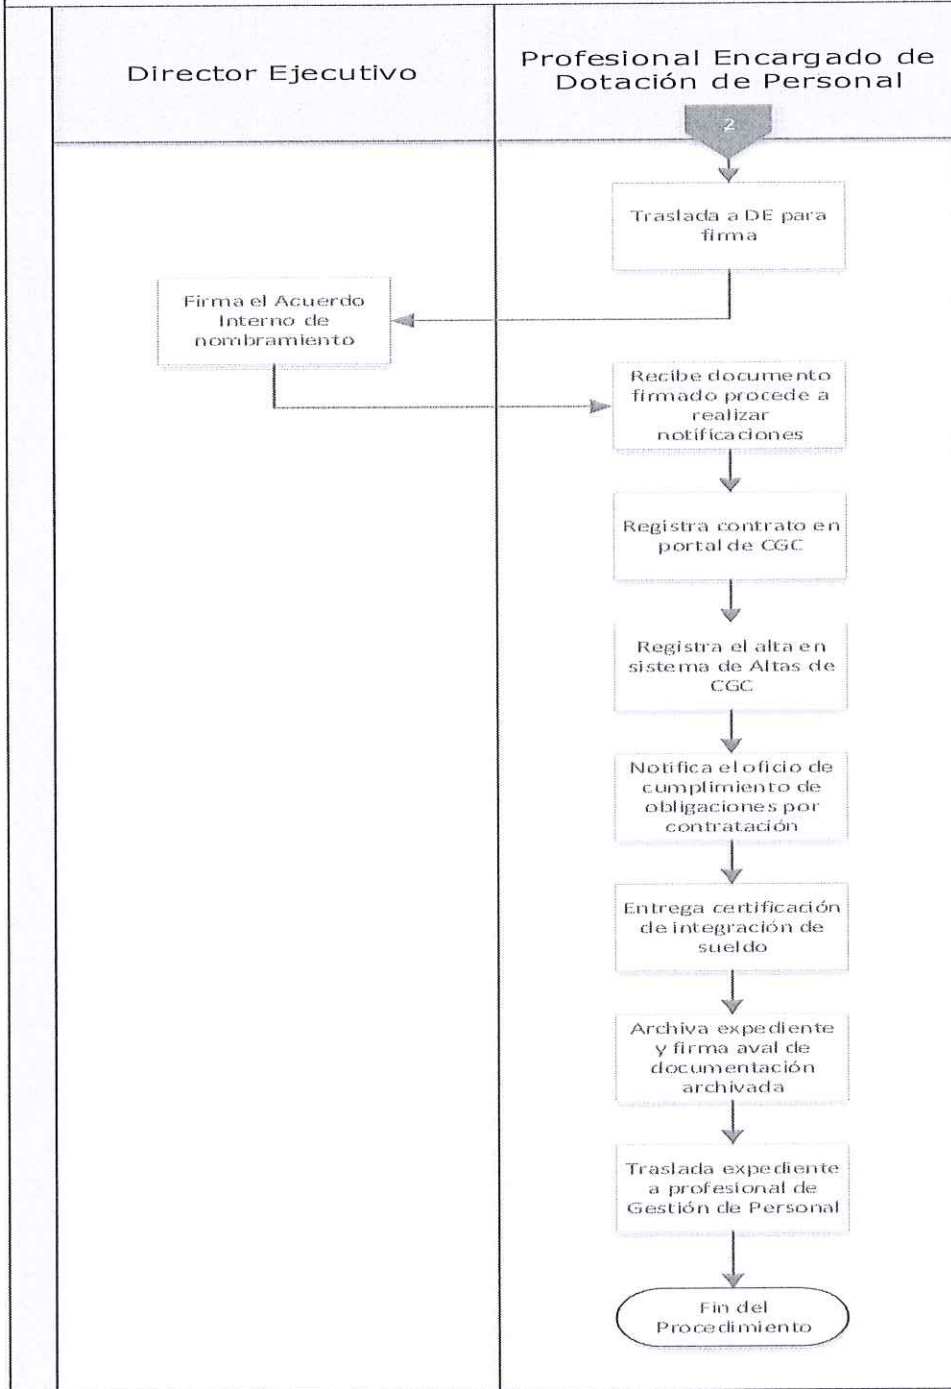 Director Ejecutivo
Profesional Encargado de
Dotación de Personal
2
Traslada a DE para
firma
Firma el Acuerdo
Interno de
nombramiento
Recibe documento
firmado procede a
realizar
notificaciones
Registra contrato en
portal de CGC
Registra el alta en
sistema de Altas de
CGC
Notifica el oficio de
cumplimiento de
obligaciones por
contratación
Entrega certificación
de integración de
sueldo
Archiva expediente
y firma aval de
documentación
archivada
Traslada expediente
a profesional de
Gestión de Personal
Fin del
Procedimiento